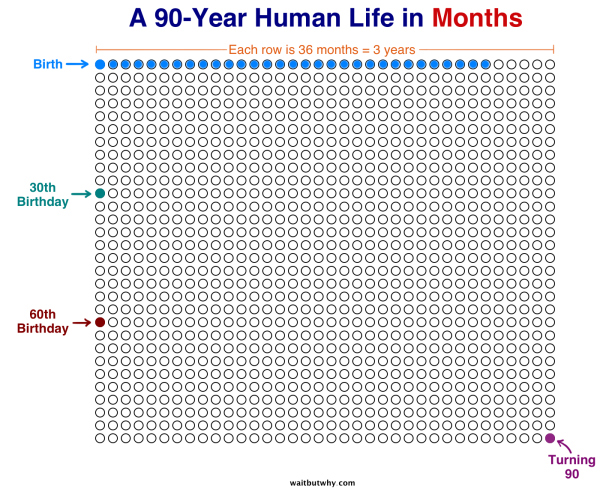 A 90-Year Human Life in Months
Each row is 36 months = 3 years
Birth
30th
Birthday
60th
Birthday
Turning
90
waitbutwhy.com